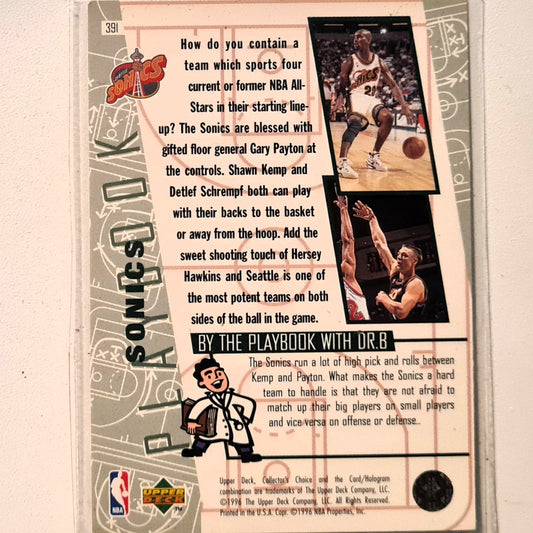 391
SONICS
How do you contain a
team which sports four
current or former NBA All-
Stars in their starting line-
up? The Sonics are blessed with
gifted floor general Gary Payton at
the controls. Shawn Kemp and
Detlef Schrempf both can play
with their backs to the basket
or away from the hoop. Add the
sweet shooting touch of Hersey
Hawkins and Seattle is one of
the most potent teams on both
sides of the ball in the game.
SONICS
20
PLAYBOOK
SONICS
BY THE PLAYBOOK WITH DR.B
The Sonics run a lot of high pick and rolls between
Kemp and Payton. What makes the Sonics a hard
team to handle is that they are not afraid to
match up their big players on small players
and vice versa on offense or defense..
NBA
UPPER
DECK
TM
Upper Deck, Collector's Choice and the Card/Hologram
combination are trademarks of The Upper Deck Company, LLC.
©1996 The Upper Deck Company, LLC. All Rights Reserved.
Printed in the U.S.A. Copr. ©1996 NBA Properties, Inc.